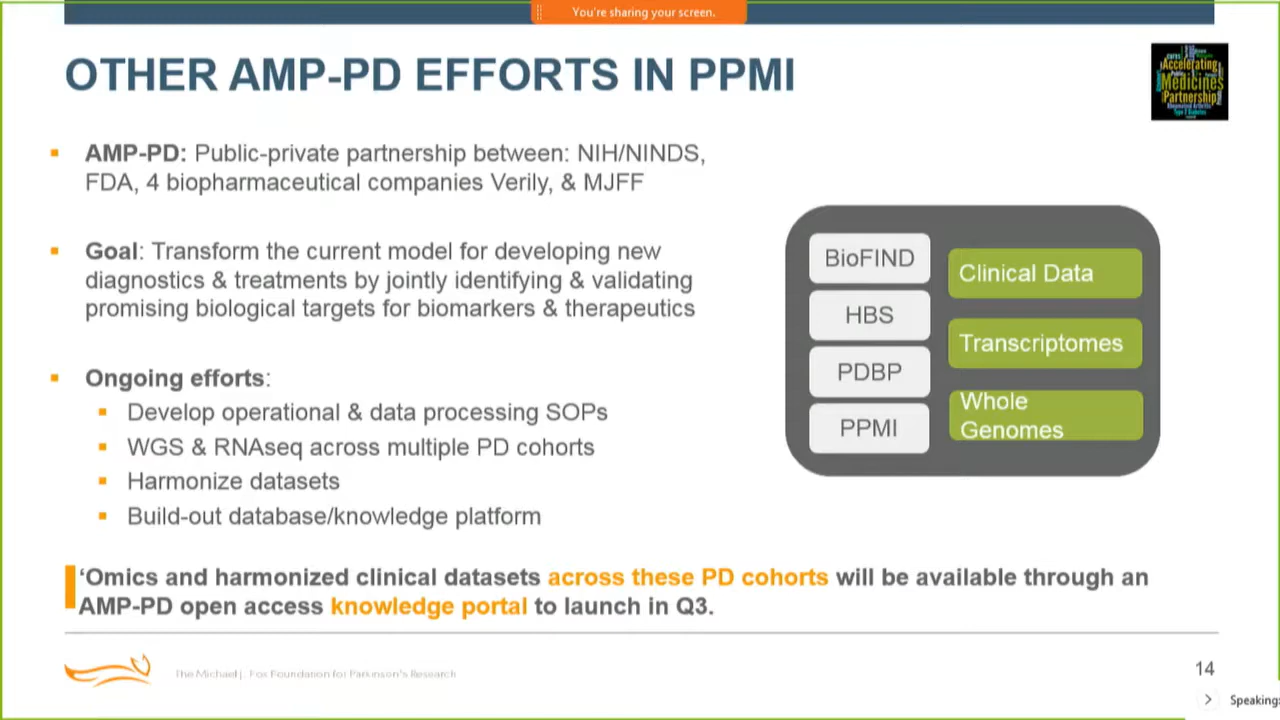 You're sharing your screen.
OTHER AMP-PD EFFORTS IN PPMI
Accelerating
Medicines
Partnership
▪ AMP-PD: Public-private partnership between: NIH/NINDS,
FDA, 4 biopharmaceutical companies Verily, & MJFF
▪ Goal: Transform the current model for developing new
diagnostics & treatments by jointly identifying & validating
promising biological targets for biomarkers & therapeutics
▪ Ongoing efforts:
▪ Develop operational & data processing SOPs
▪ WGS & RNAseq across multiple PD cohorts
▪ Harmonize datasets
▪ Build-out database/knowledge platform
BioFIND
HBS
PDBP
PPMI
Clinical Data
Transcriptomes
Whole
Genomes
‘Omics and harmonized clinical datasets across these PD cohorts will be available through an
AMP-PD open access knowledge portal to launch in Q3.
The Michael J. Fox Foundation for Parkinson's Research
14
Speaking: